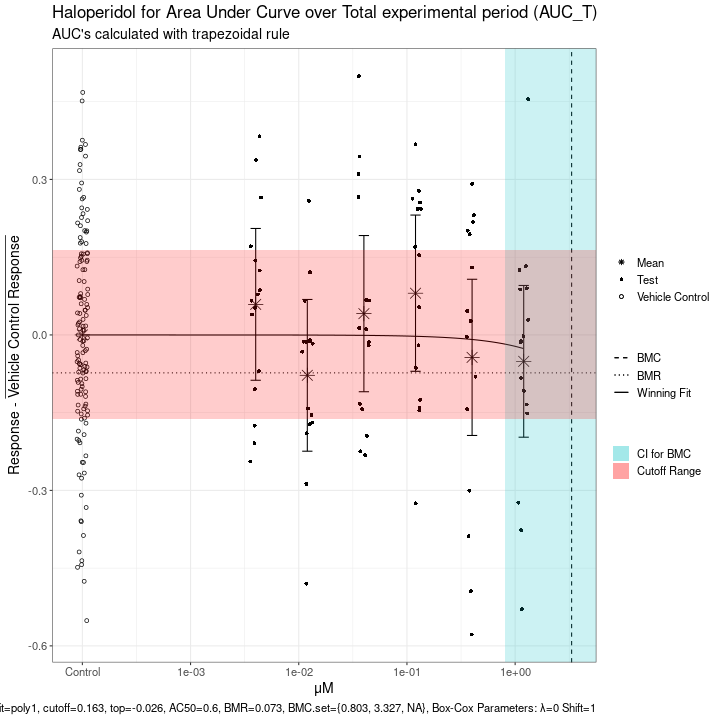 Haloperidol for Area Under Curve over Total experimental period (AUC_T)
AUC's calculated with trapezoidal rule
Response - Vehicle Control Response
0.3
0.0
-0.3
-0.6
Control
1e-03
1e-02
1e-01
1e+00
μM
Mean
Test
Vehicle Control
BMC
BMR
Winning Fit
CI for BMC
Cutoff Range
it=poly1, cutoff=0.163, top=-0.026, AC50=0.6, BMR=0.073, BMC.set={0.803, 3.327, NA}, Box-Cox Parameters: λ=0 Shift=1